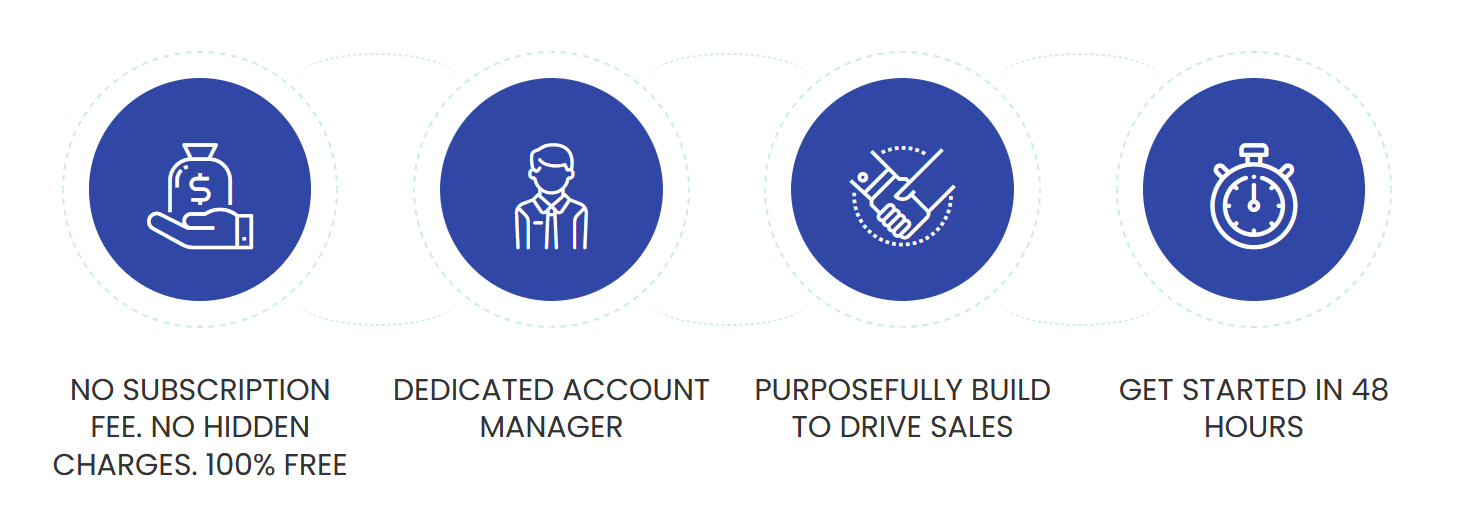 $
NO SUBSCRIPTION
FEE. NO HIDDEN
CHARGES. 100% FREE
DEDICATED ACCOUNT
MANAGER
PURPOSEFULLY BUILD
TO DRIVE SALES
GET STARTED IN 48
HOURS